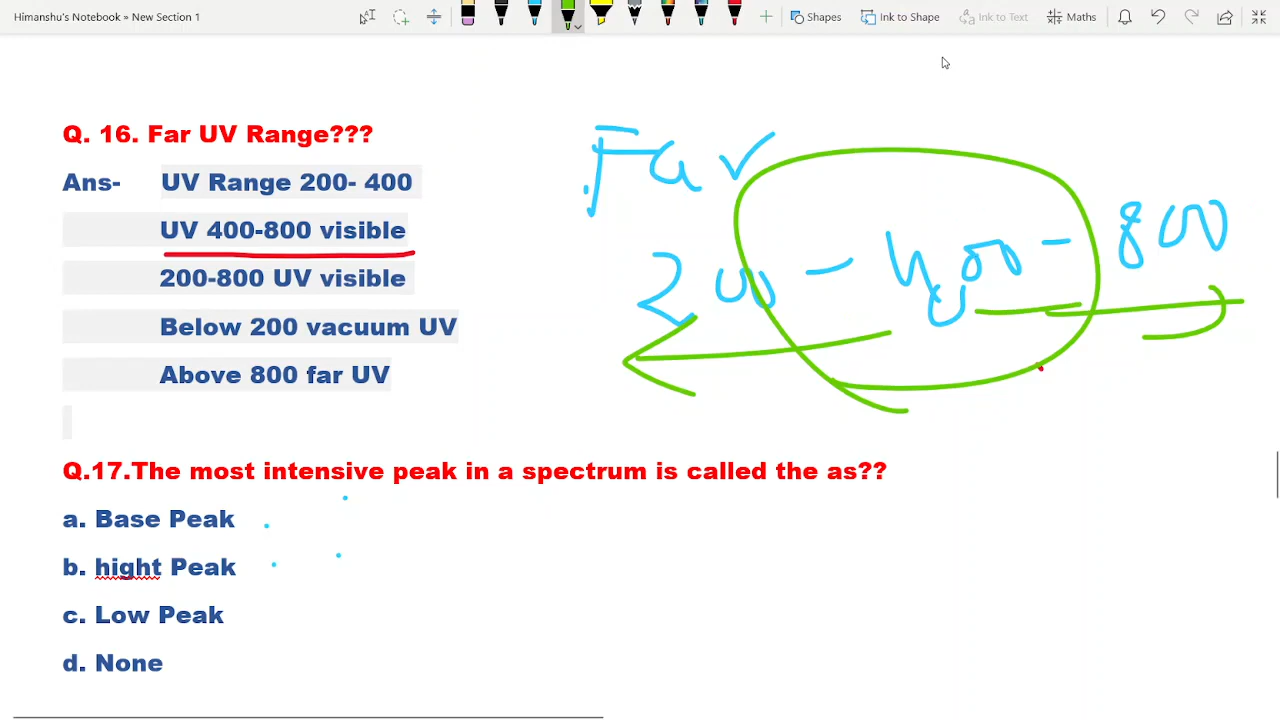 Himanshu's Notebook » New Section 1
Shapes
Ink to Shape
Ink to Text
Maths
Q. 16. Far UV Range???
Far
Ans- UV Range 200- 400
UV 400-800 visible
200 - 400 - 800
200-800 UV visible
Below 200 vacuum UV
Above 800 far UV
Q.17.The most intensive peak in a spectrum is called the as??
a. Base Peak
b. hight Peak
c. Low Peak
d. None